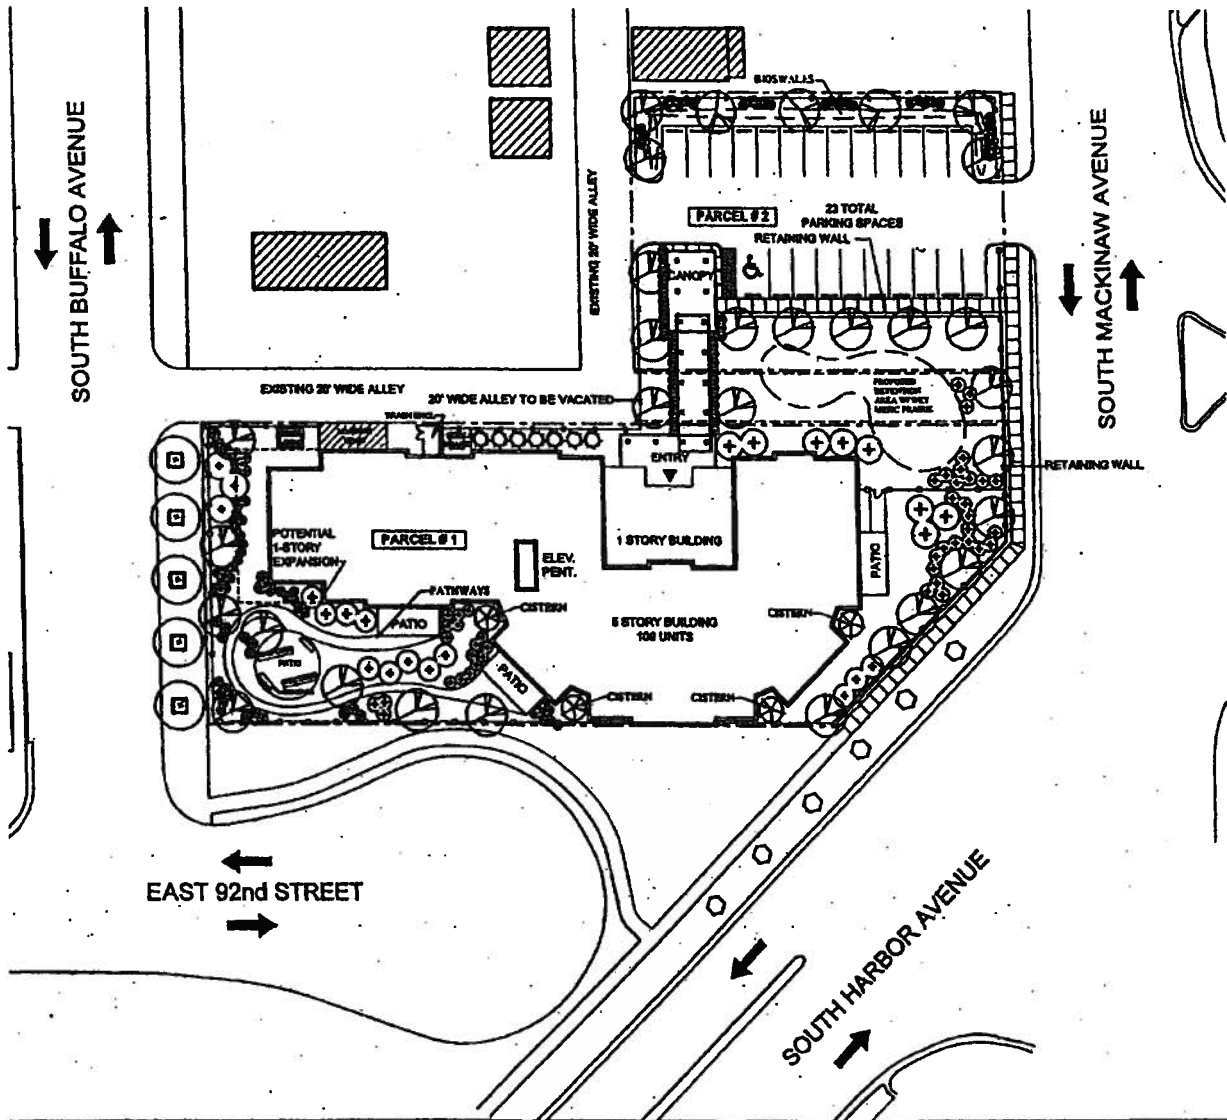 BIOSWALES
SOUTH BUFFALO AVENUE
SOUTH MACKINAW AVENUE
EXISTING 20' WIDE ALLEY
PARCEL # 2
23 TOTAL
PARKING SPACES
RETAINING WALL
CANOPY
EXISTING 20' WIDE ALLEY
20' WIDE ALLEY TO BE VACATED
PROPOSED
DETENTION
ENTRY
RETAINING WALL
PARCEL # 1
1 STORY BUILDING
POTENTIAL
1-STORY
EXPANSION
ELEV.
PENT.
PATIO
PATHWAYS
CISTERN
PATIO
5 STORY BUILDING
CISTERN
UNITS
PATIO
PATIO
CISTERN
CISTERN
EAST 92nd STREET
SOUTH HARBOR AVENUE